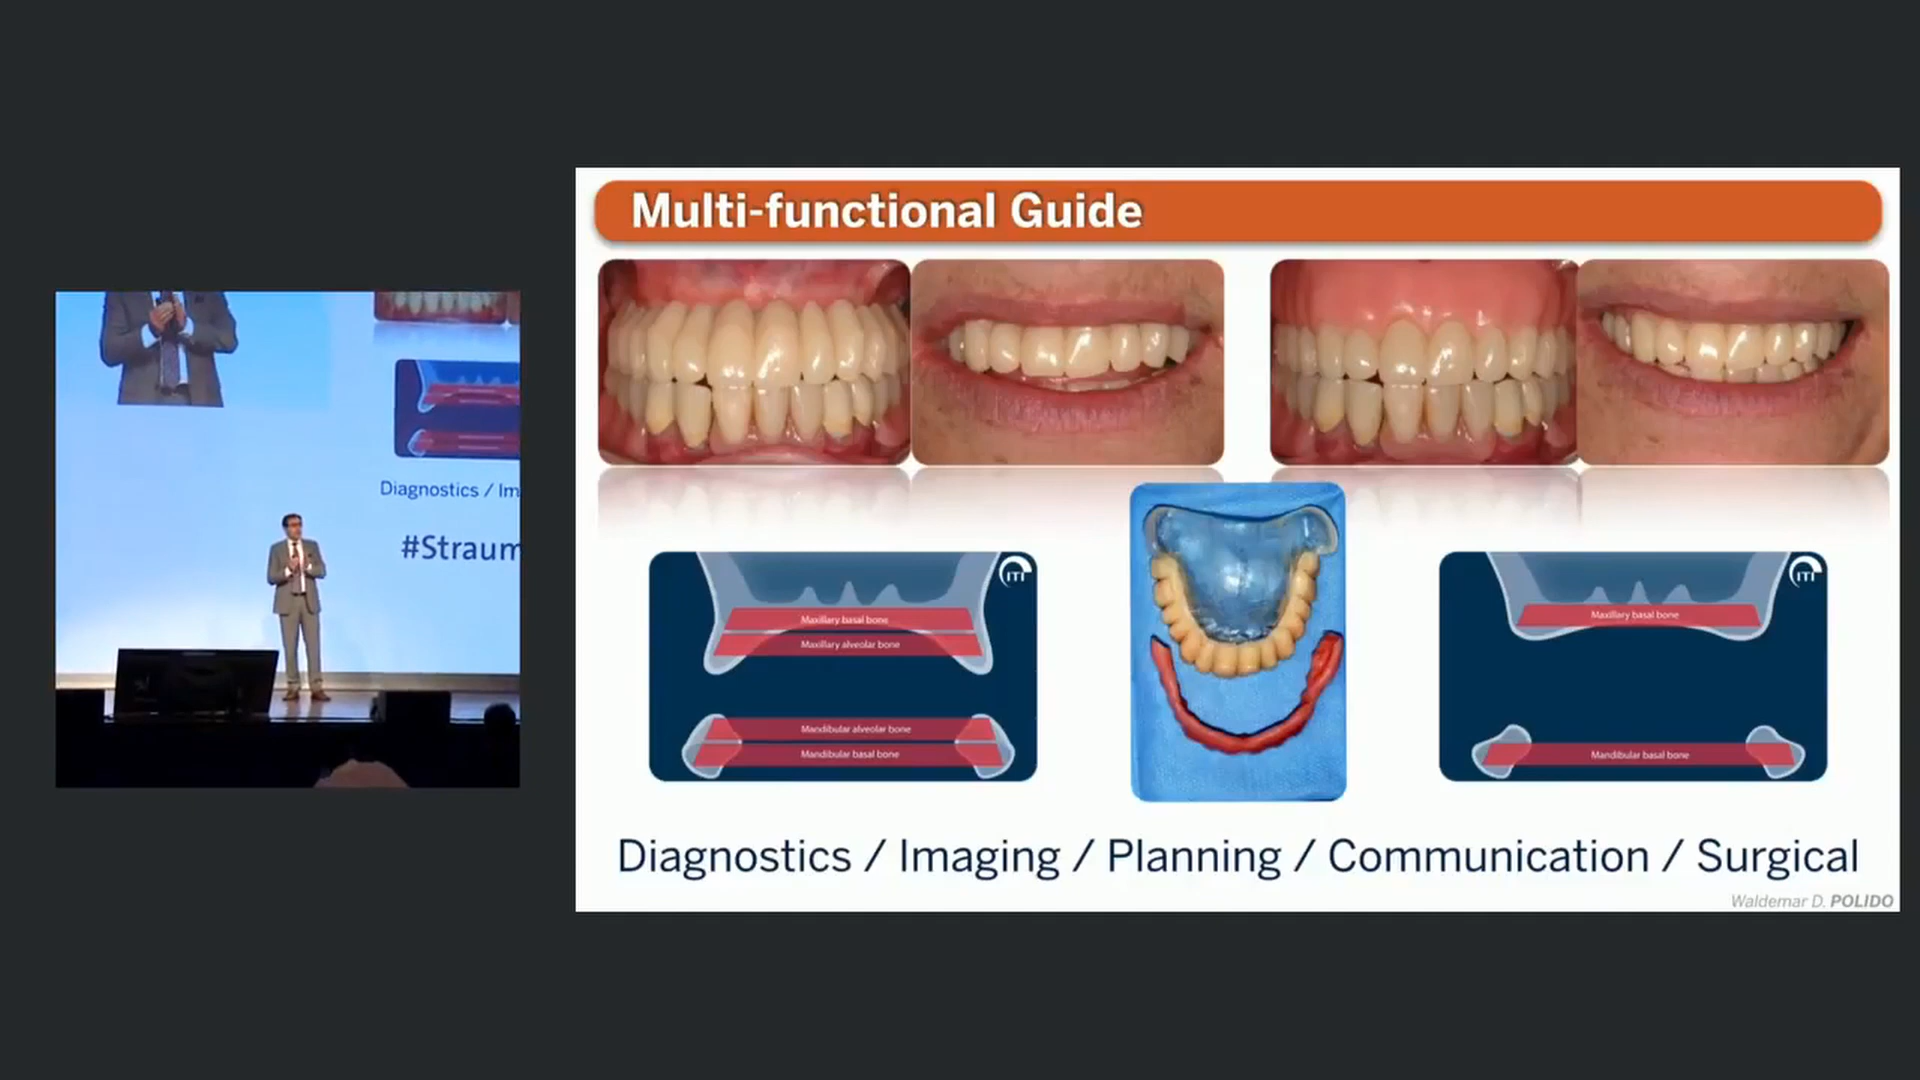 Diagnostics / Im
#Straum
Multi-functional Guide
ITI
Maxillary basal bone
Maxillary alveolar bone
Mandibular alveolar bone
Mandibular basal bone
ITI
Maxillary basal bone
Mandibular basal bone
Diagnostics / Imaging / Planning / Communication / Surgical
Waldemar D. POLIDO